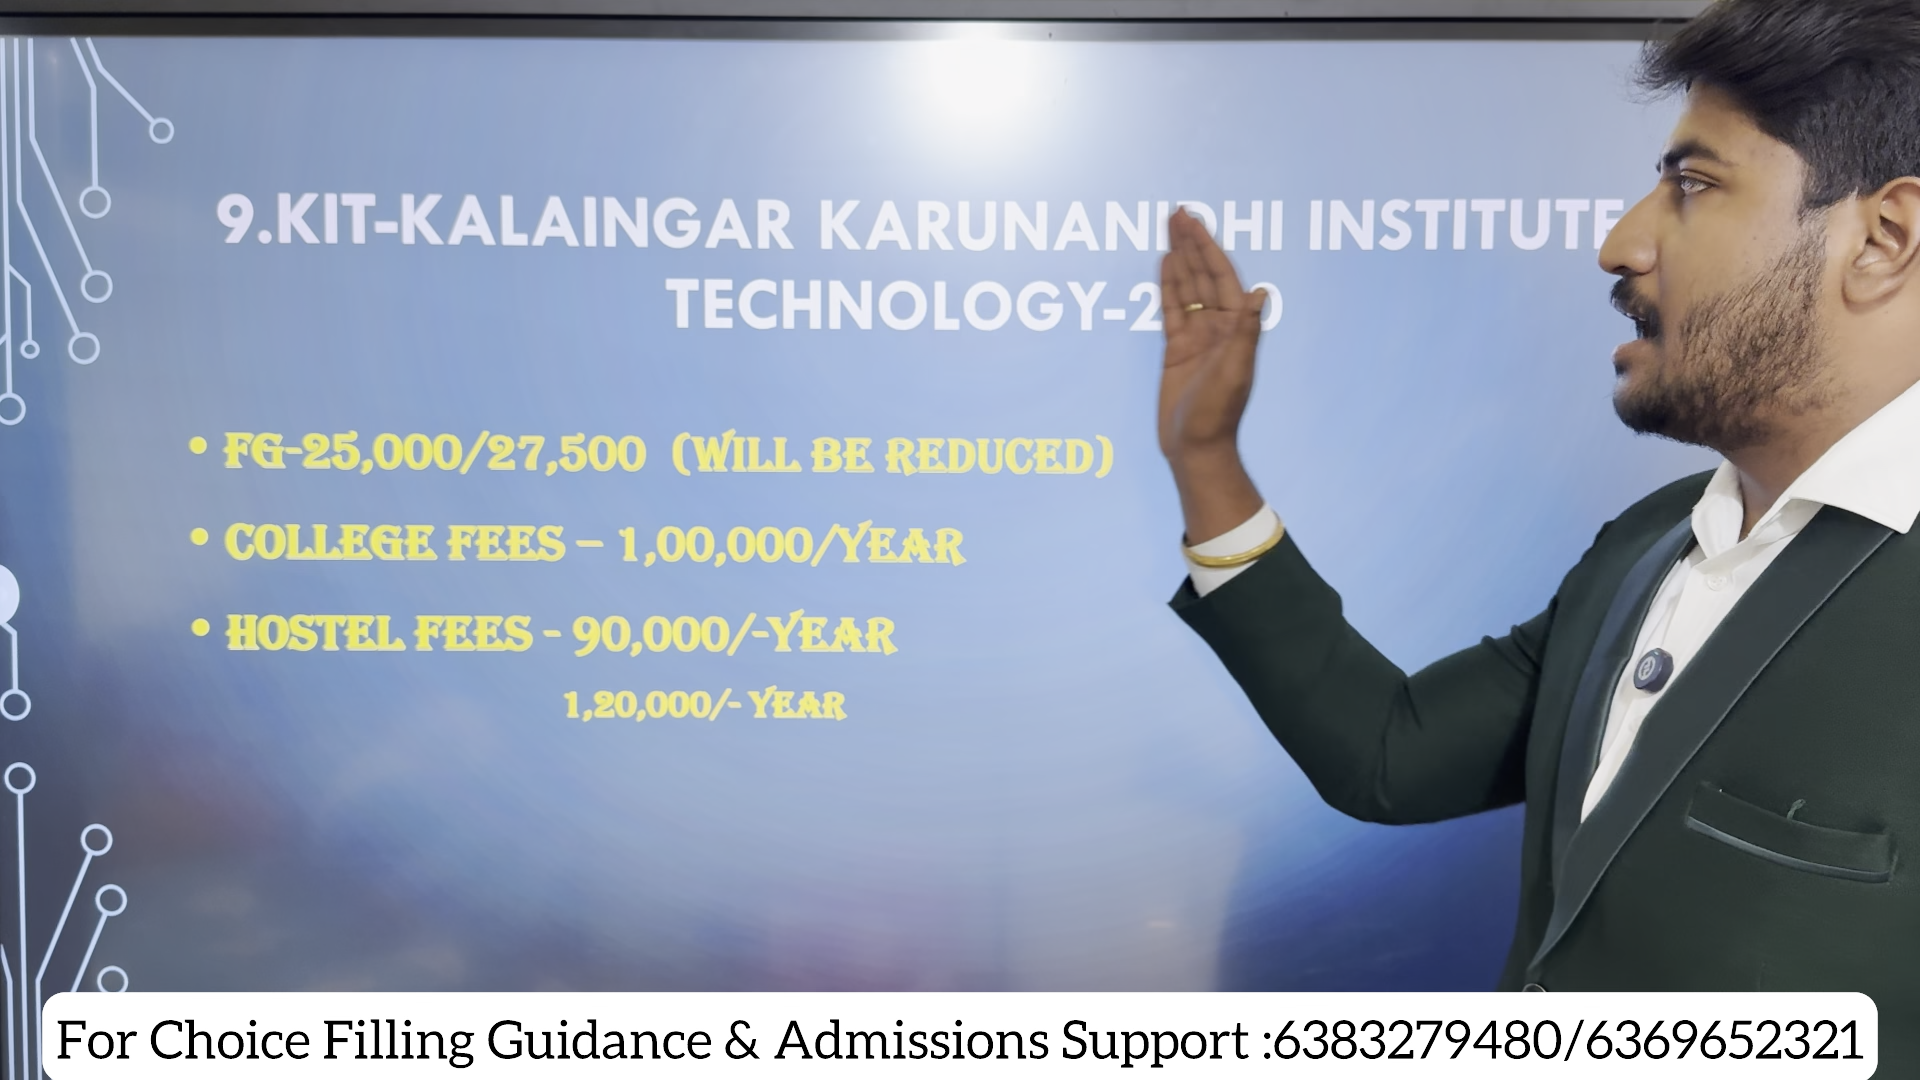 9.KIT-KALAINGAR KARUNANIDHI INSTITUTE
TECHNOLOGY-2
• FG-25,000/27,500 (WILL BE REDUCED)
• COLLEGE FEES – 1,00,000/YEAR
• HOSTEL FEES - 90,000/-YEAR
1,20,000/- YEAR
For Choice Filling Guidance & Admissions Support :6383279480/6369652321